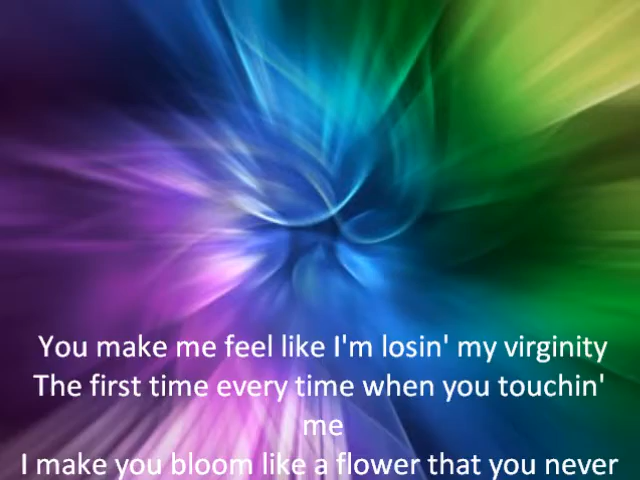 You make me feel like I'm losin' my virginity
The first time every time when you touchin'
me
I make you bloom like a flower that you never